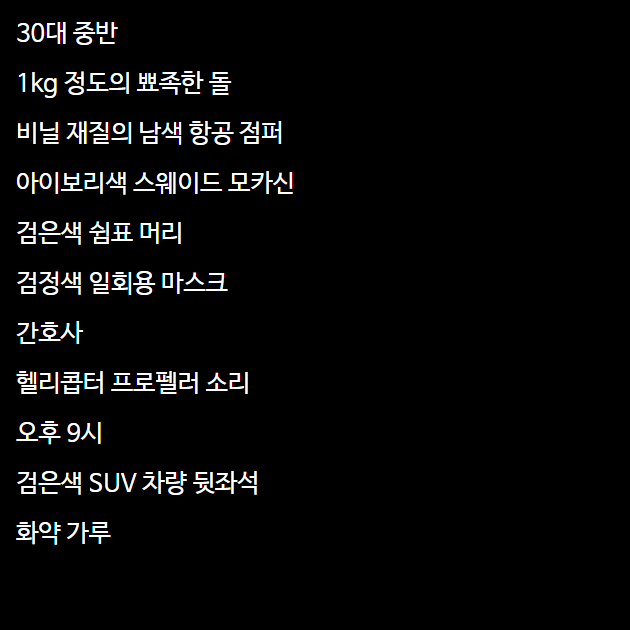 30대 중반
1kg 정도의 뾰족한 돌
비닐 재질의 남색 항공 점퍼
아이보리색 스웨이드 모카신
검은색 쉼표 머리
검정색 일회용 마스크
간호사
헬리콥터 프로펠러 소리
오후 9시
검은색 SUV 차량 뒷좌석
화약 가루